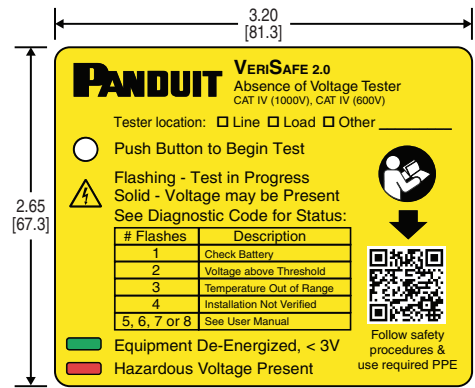 3.20
[81.3]
2.65
[67.3]
PANDUIT
VERISAFE 2.0
Absence of Voltage Tester
CAT IV (1000V), CAT IV (600V)
Tester location: Line Load Other
Push Button to Begin Test
Flashing - Test in Progress
Solid - Voltage may be Present
See Diagnostic Code for Status:
# Flashes Description
1 Check Battery
2 Voltage above Threshold
3 Temperature Out of Range
4 Installation Not Verified
5, 6, 7 or 8 See User Manual
Follow safety
procedures &
use required PPE
Equipment De-Energized, < 3V
Hazardous Voltage Present